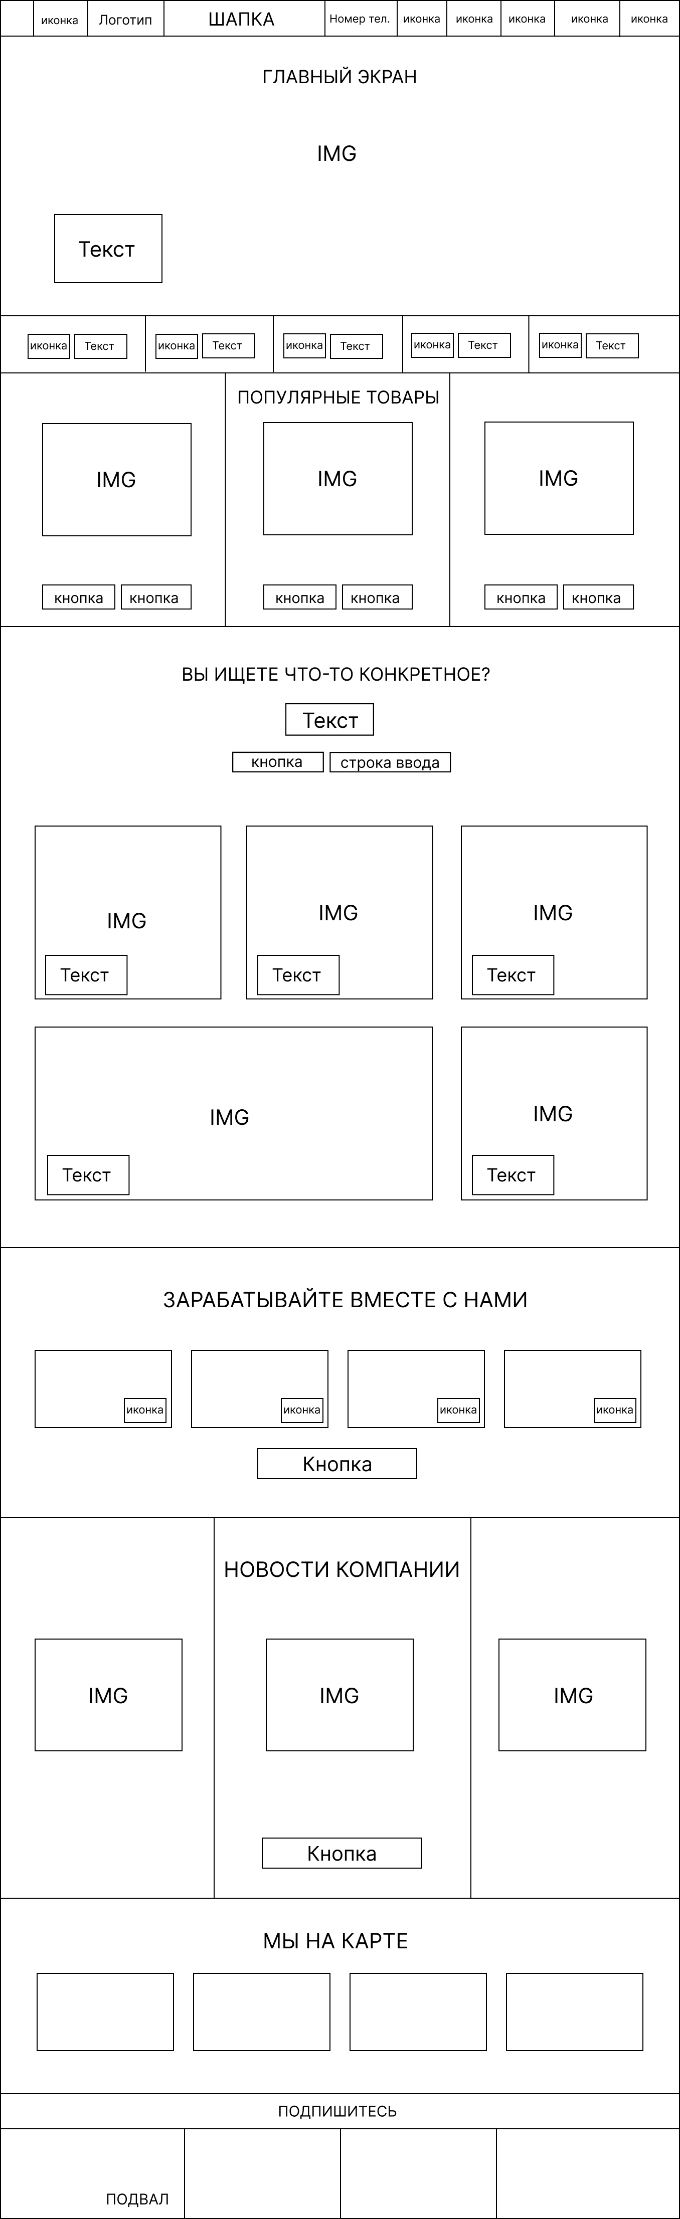 иконка Логотип ШАПКА Номер тел. иконка иконка иконка иконка иконка
ГЛАВНЫЙ ЭКРАН
IMG
Текст
иконка Текст иконка Текст иконка Текст иконка Текст иконка Текст
ПОПУЛЯРНЫЕ ТОВАРЫ
IMG IMG IMG
кнопка кнопка кнопка кнопка кнопка кнопка
ВЫ ИЩЕТЕ ЧТО-ТО КОНКРЕТНОЕ?
Текст
кнопка строка ввода
IMG IMG IMG
Текст Текст Текст
IMG IMG
Текст Текст
ЗАРАБАТЫВАЙТЕ ВМЕСТЕ С НАМИ
иконка иконка иконка иконка
Кнопка
НОВОСТИ КОМПАНИИ
IMG IMG IMG
Кнопка
МЫ НА КАРТЕ
ПОДПИШИТЕСЬ
ПОДВАЛ